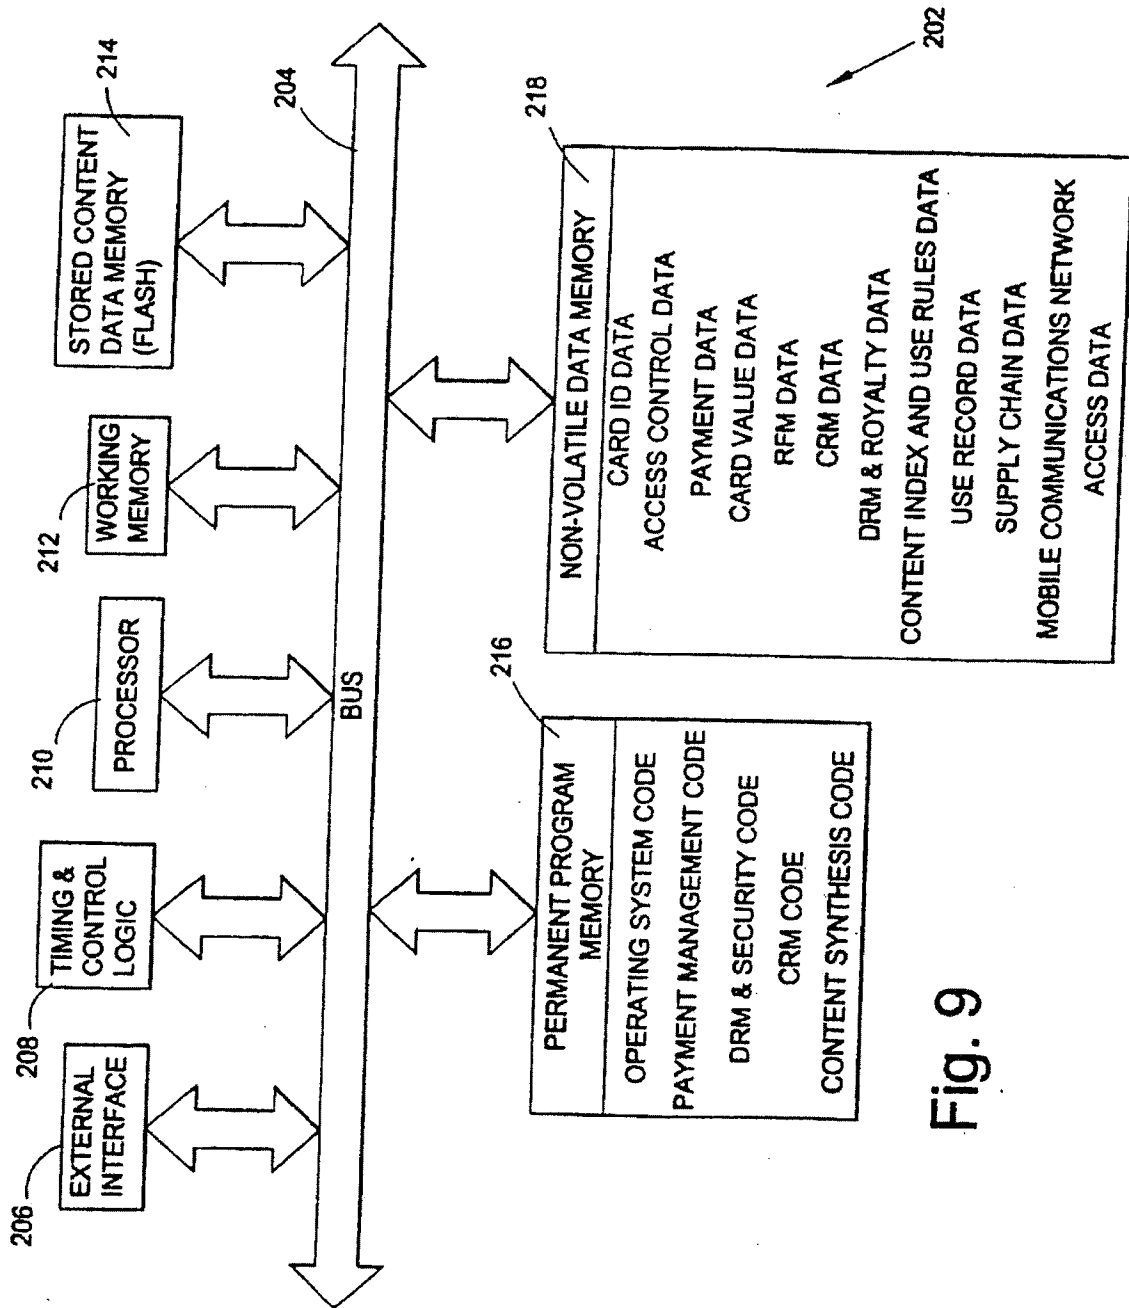 206
EXTERNAL
INTERFACE
208
TIMING &
CONTROL
LOGIC
210
PROCESSOR
212
WORKING
MEMORY
214
STORED CONTENT
DATA MEMORY
(FLASH)
204
BUS
216
PERMANENT PROGRAM
MEMORY
OPERATING SYSTEM CODE
PAYMENT MANAGEMENT CODE
DRM & SECURITY CODE
CRM CODE
CONTENT SYNTHESIS CODE
218
NON-VOLATILE DATA MEMORY
CARD ID DATA
ACCESS CONTROL DATA
PAYMENT DATA
CARD VALUE DATA
RFM DATA
CRM DATA
DRM & ROYALTY DATA
CONTENT INDEX AND USE RULES DATA
USE RECORD DATA
SUPPLY CHAIN DATA
MOBILE COMMUNICATIONS NETWORK
ACCESS DATA
202
Fig. 9